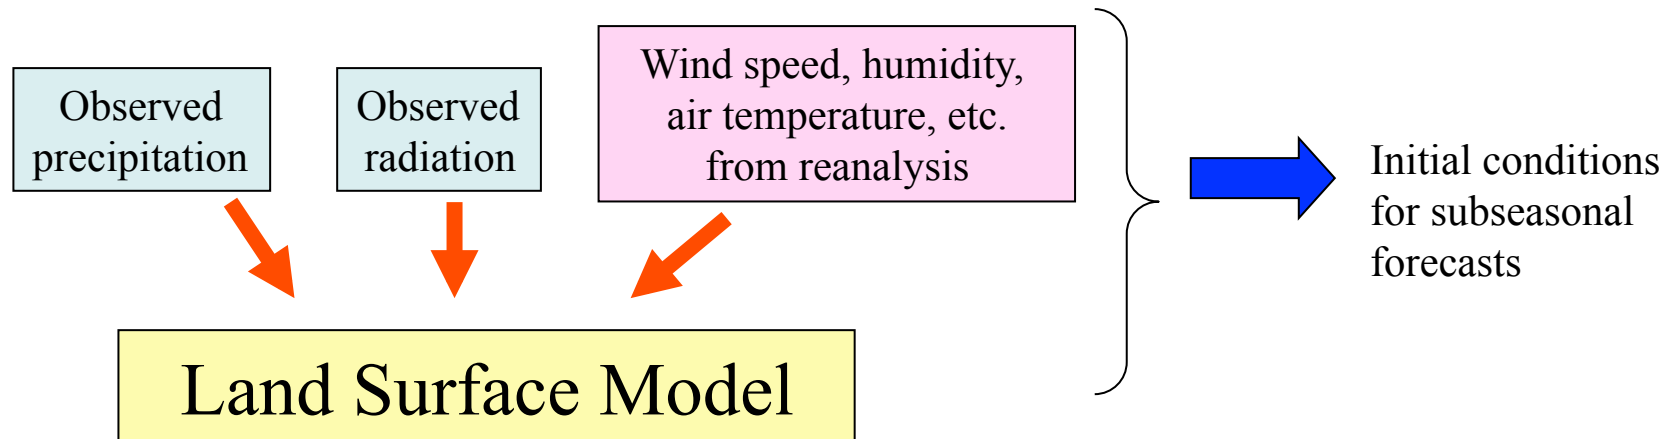 Observed
precipitation
Observed
radiation
Wind speed, humidity,
air temperature, etc.
from reanalysis
Initial conditions
for subseasonal
forecasts
Land Surface Model